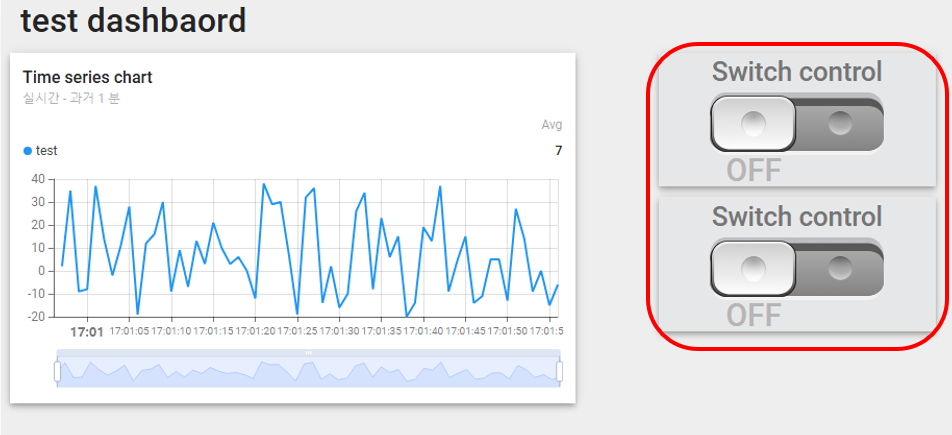 test dashbaord
Time series chart
실시간 - 과거 1 분
Avg
test 7
40
30
20
10
0
-10
-20
17:01 17:01:05 17:01:10 17:01:15 17:01:20 17:01:25 17:01:30 17:01:35 17:01:40 17:01:45 17:01:50 17:01:5
Switch control
OFF
Switch control
OFF